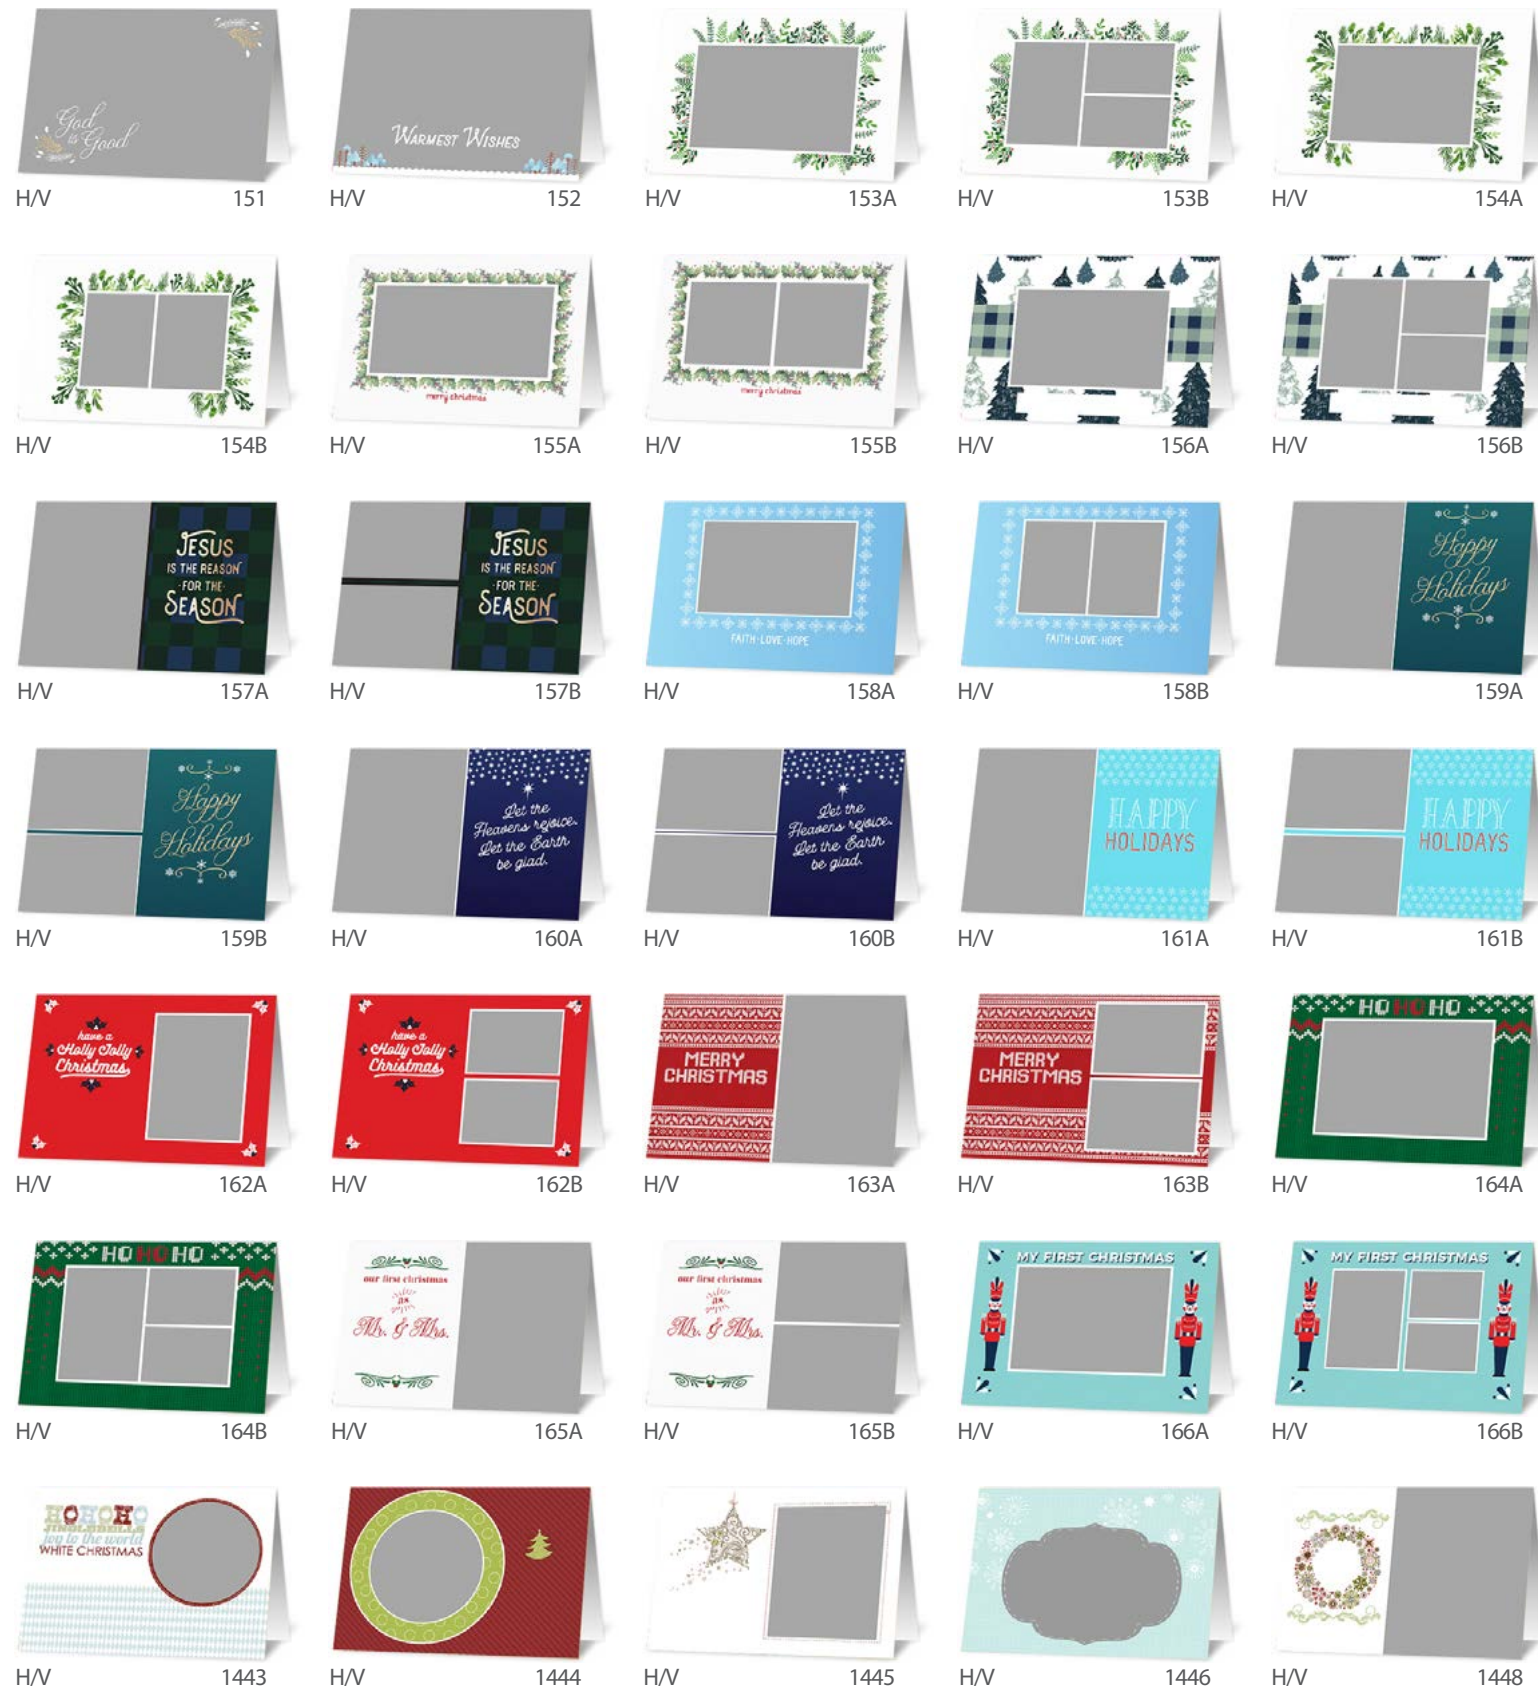 God
is Good
WARMEST WISHES
H/V 151
H/V 152
H/V 153A
H/V 153B
H/V 154A
merry christmas
merry christmas
H/V 154B
H/V 155A
H/V 155B
H/V 156A
H/V 156B
JESUS
IS THE REASON
·FOR THE·
SEASON
JESUS
IS THE REASON
·FOR THE·
SEASON
FAITH·LOVE·HOPE
FAITH·LOVE·HOPE
Happy
Holidays
H/V 157A
H/V 157B
H/V 158A
H/V 158B
H/V 159A
Happy
Holidays
Let the
Heavens rejoice.
Let the Earth
be glad.
Let the
Heavens rejoice.
Let the Earth
be glad.
HAPPY
HOLIDAYS
HAPPY
HOLIDAYS
H/V 159B
H/V 160A
H/V 160B
H/V 161A
H/V 161B
have a
Holly Jolly
Christmas
have a
Holly Jolly
Christmas
MERRY
CHRISTMAS
MERRY
CHRISTMAS
HO HO HO
H/V 162A
H/V 162B
H/V 163A
H/V 163B
H/V 164A
HO HO HO
our first christmas
as
Mr. & Mrs.
our first christmas
as
Mr. & Mrs.
MY FIRST CHRISTMAS
MY FIRST CHRISTMAS
H/V 164B
H/V 165A
H/V 165B
H/V 166A
H/V 166B
HOHOHO
JINGLEBELLS
joy to the world
WHITE CHRISTMAS
H/V 1443
H/V 1444
H/V 1445
H/V 1446
H/V 1448